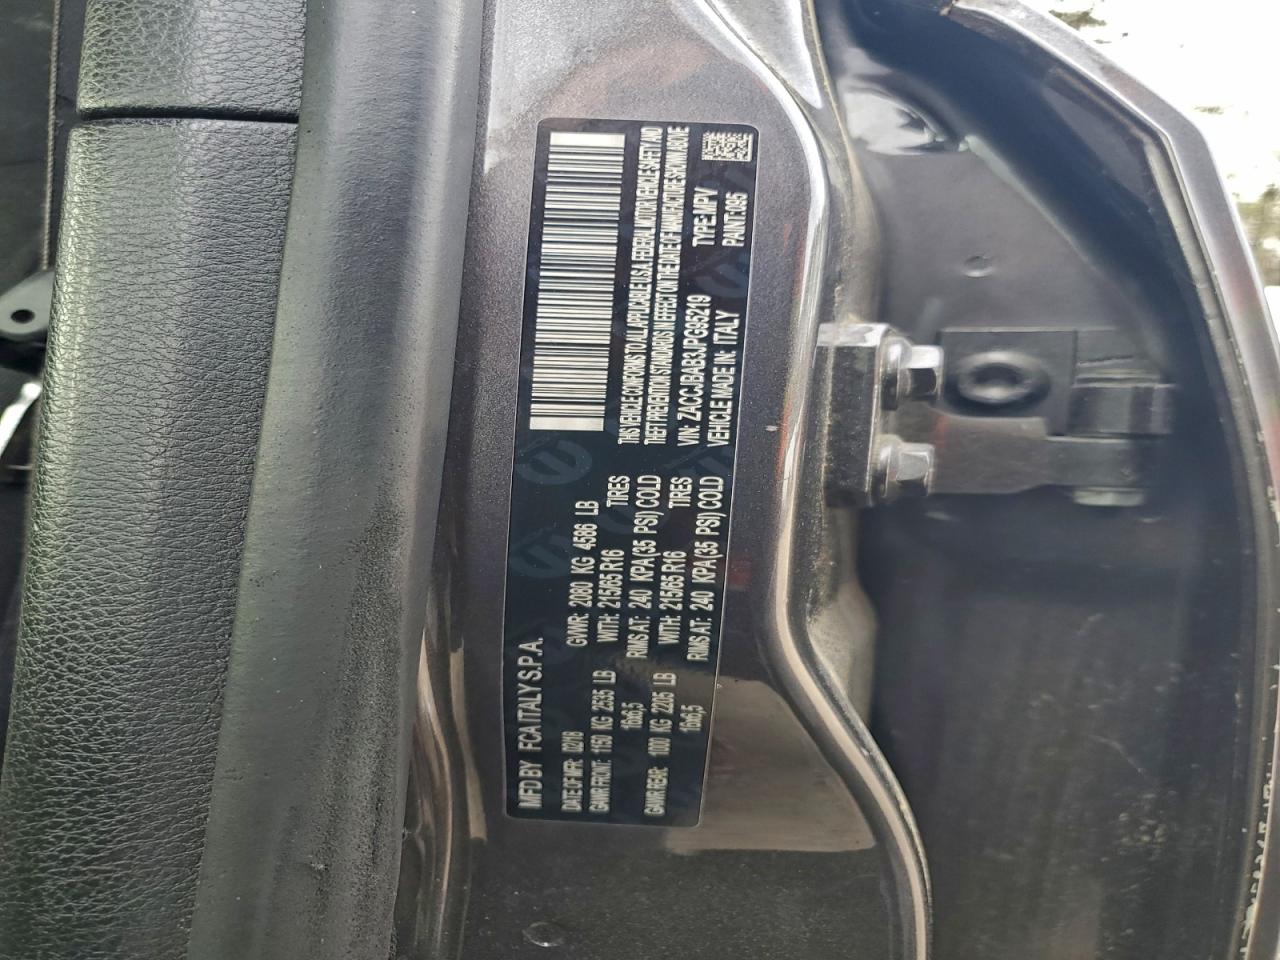 MFD BY FCA ITALY S.P.A.
DATE OF MFR: 02/18 GVWR: 2080 KG 4586 LB
GAWR FRONT: 1150 KG 2535 LB WITH: 215/65 R16 TIRES
16x6,5 RIMS AT: 240 KPA(35 PSI) COLD
GAWR REAR: 1000 KG 2205 LB WITH: 215/65 R16 TIRES
16x6,5 RIMS AT: 240 KPA(35 PSI) COLD
THIS VEHICLE CONFORMS TO ALL APPLICABLE U.S.A. FEDERAL MOTOR VEHICLE SAFETY AND
THEFT PREVENTION STANDARDS IN EFFECT ON THE DATE OF MANUFACTURE SHOWN ABOVE
VIN: ZACCJBAB3JPG95219 TYPE:MPV
VEHICLE MADE IN: ITALY PAINT:095